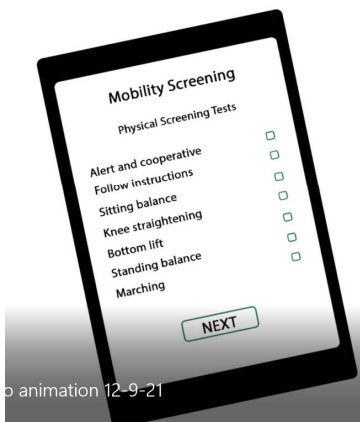 Mobility Screening
Physical Screening Tests
Alert and cooperative
Follow instructions
Sitting balance
Knee straightening
Bottom lift
Standing balance
Marching
NEXT
o animation 12-9-21